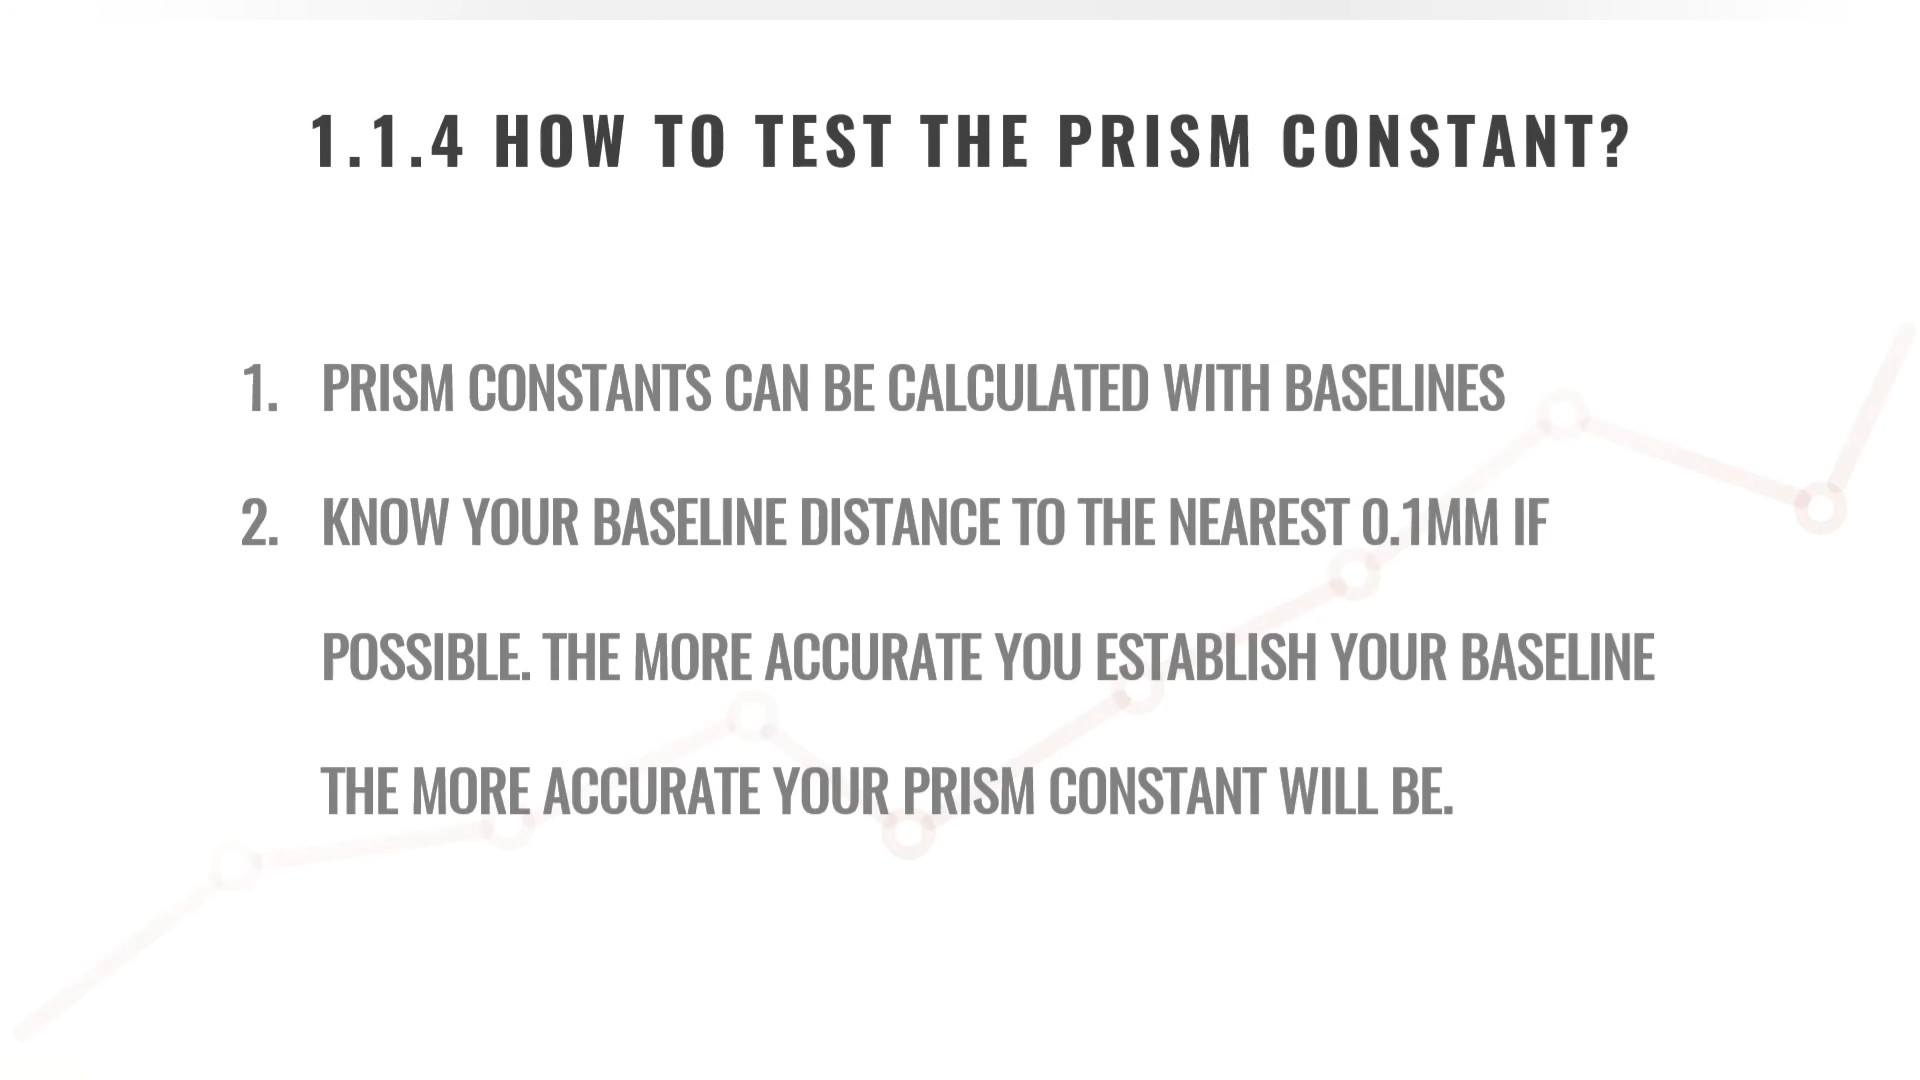 1.1.4 HOW TO TEST THE PRISM CONSTANT?
1. PRISM CONSTANTS CAN BE CALCULATED WITH BASELINES
2. KNOW YOUR BASELINE DISTANCE TO THE NEAREST 0.1MM IF
POSSIBLE. THE MORE ACCURATE YOU ESTABLISH YOUR BASELINE
THE MORE ACCURATE YOUR PRISM CONSTANT WILL BE.